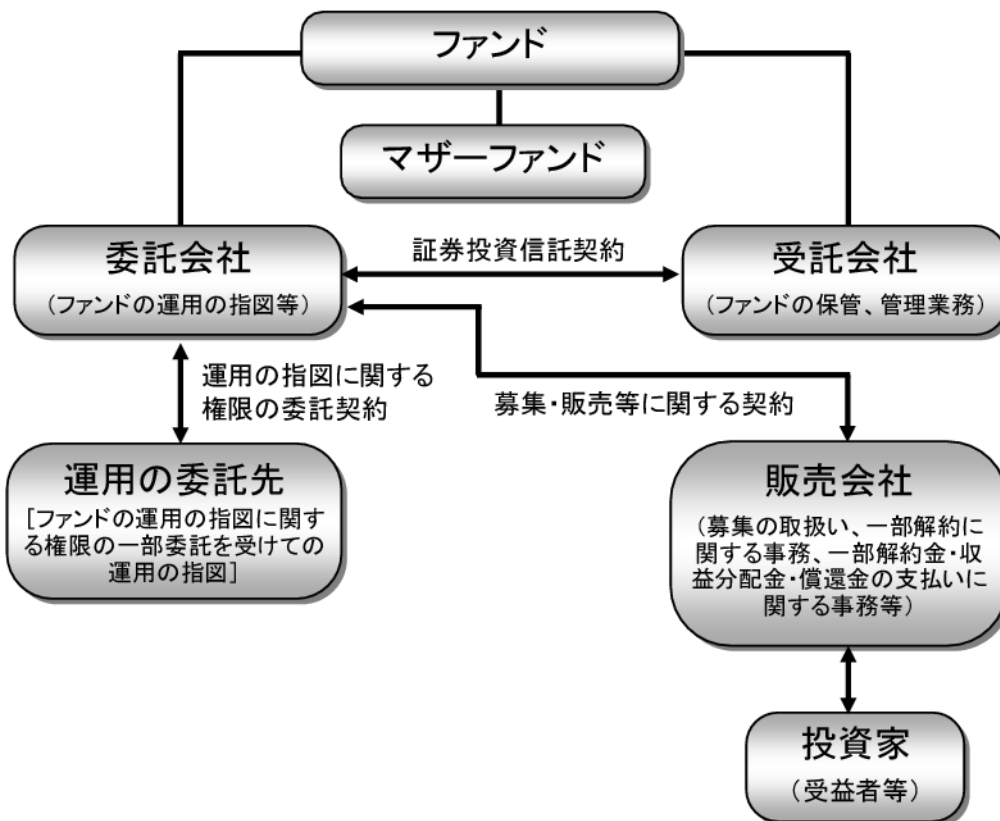 ファンド
マザーファンド
委託会社
（ファンドの運用の指図等）
証券投資信託契約
受託会社
（ファンドの保管、管理業務）
運用の指図に関する
権限の委託契約
募集・販売等に関する契約
運用の委託先
［ファンドの運用の指図に関す
る権限の一部委託を受けての
運用の指図］
販売会社
（募集の取扱い、一部解約に
関する事務、一部解約金・収
益分配金・償還金の支払いに
関する事務等）
投資家
（受益者等）